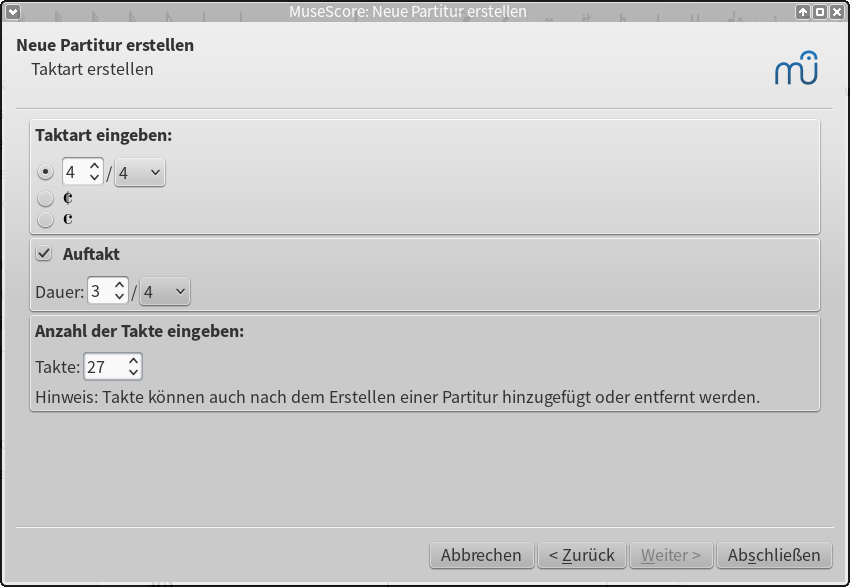 MuseScore: Neue Partitur erstellen
Neue Partitur erstellen
Taktart erstellen
mu
Taktart eingeben:
4 / 4
¢
c
Auftakt
Dauer: 3 / 4
Anzahl der Takte eingeben:
Takte: 27
Hinweis: Takte können auch nach dem Erstellen einer Partitur hinzugefügt oder entfernt werden.
Abbrechen < Zurück Weiter > Abschließen